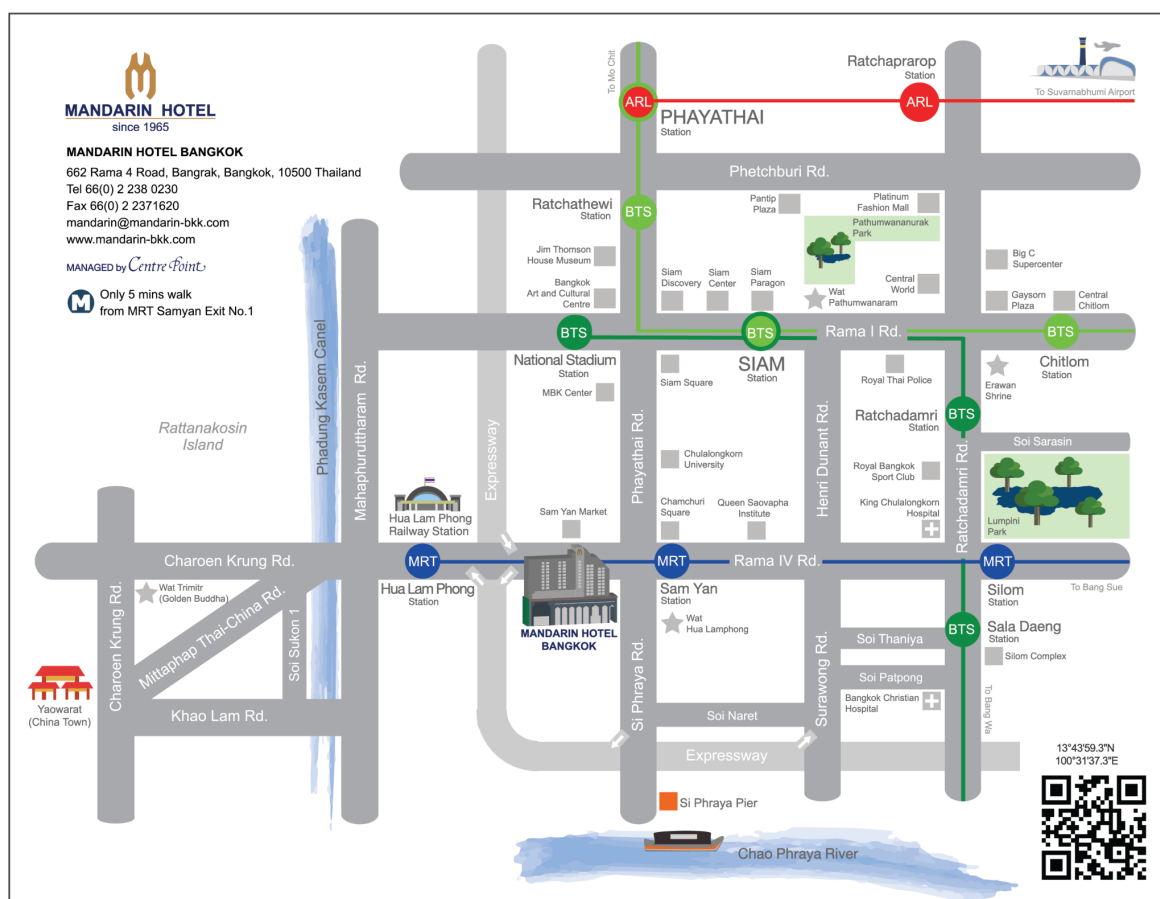 MANDARIN HOTEL
since 1965
MANDARIN HOTEL BANGKOK
662 Rama 4 Road, Bangrak, Bangkok, 10500 Thailand
Tel 66(0) 2 238 0230
Fax 66(0) 2 2371620
mandarin@mandarin-bkk.com
www.mandarin-bkk.com
MANAGED by Centre Point
M
Only 5 mins walk
from MRT Samyan Exit No.1
To Mo Chit
ARL
PHAYATHAI
Station
Ratchaprarop
Station
ARL
To Suvarnabhumi Airport
Phetchburi Rd.
Ratchathewi
Station
BTS
Pantip
Plaza
Platinum
Fashion Mall
Pathumwananurak
Park
Jim Thomson
House Museum
Bangkok
Art and Cultural
Centre
Siam
Discovery
Siam
Center
Siam
Paragon
Wat
Pathumwanaram
Central
World
Big C
Supercenter
Gaysorn
Plaza
Central
Chitlom
BTS
National Stadium
Station
BTS
SIAM
Station
Rama I Rd.
BTS
Chitlom
Station
MBK Center
Siam Square
Royal Thai Police
Erawan
Shrine
Ratchadamri
Station
BTS
Soi Sarasin
Rattanakosin
Island
Phadung Kasem Canel
Mahaphuruttharam Rd.
Expressway
Phayathai Rd.
Henri Dunant Rd.
Ratchadamri Rd.
Chulalongkorn
University
Royal Bangkok
Sport Club
Hua Lam Phong
Railway Station
Sam Yan Market
Chamchuri
Square
Queen Saovapha
Institute
King Chulalongkorn
Hospital
Lumpini
Park
Charoen Krung Rd.
MRT
Hua Lam Phong
Station
MRT
Sam Yan
Station
Rama IV Rd.
MRT
Silom
Station
To Bang Sue
Wat Trimitr
(Golden Buddha)
MANDARIN HOTEL
BANGKOK
Wat
Hua Lamphong
Soi Thaniya
BTS
Sala Daeng
Station
Silom Complex
Charoen Krung Rd.
Mittaphap Thai-China Rd.
Soi Sukon 1
Si Phraya Rd.
Surawong Rd.
Soi Patpong
Bangkok Christian
Hospital
To Bang Wa
Yaowarat
(China Town)
Khao Lam Rd.
Soi Naret
Expressway
13°43'59.3"N
100°31'37.3"E
Si Phraya Pier
Chao Phraya River